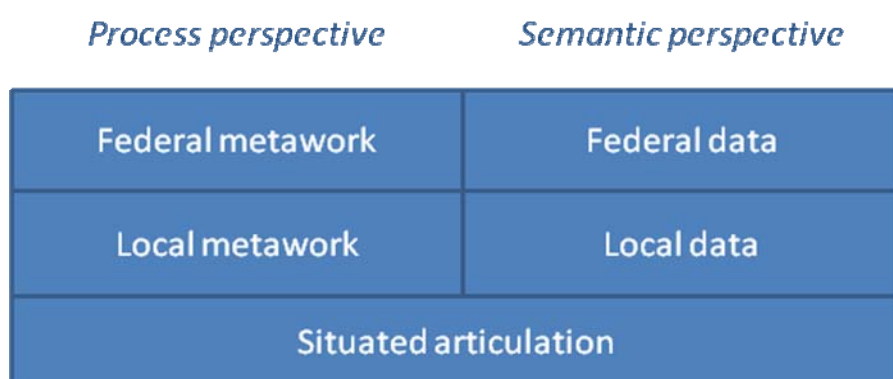 Process perspective Semantic perspective
Federal metawork Federal data
Local metawork Local data
Situated articulation